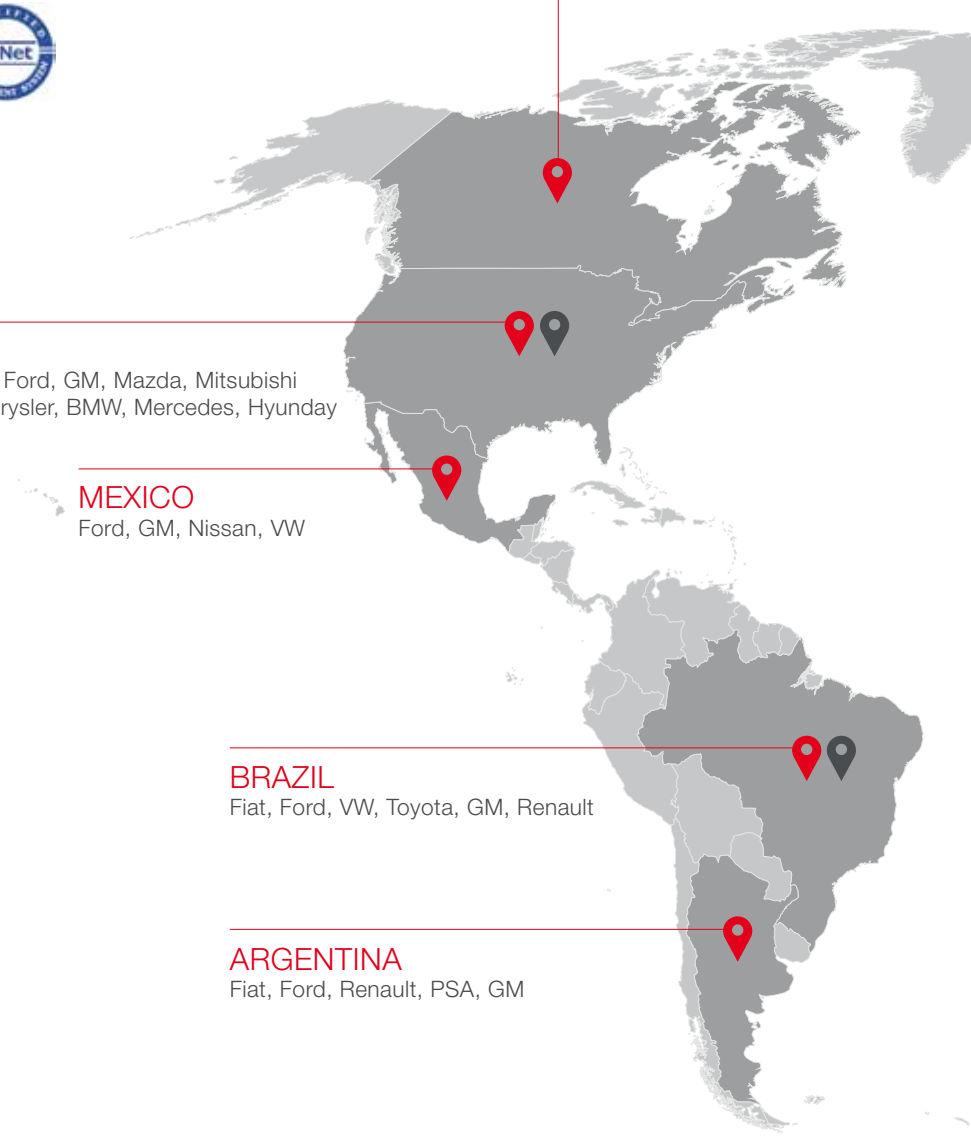 Net
Ford, GM, Mazda, Mitsubishi
rysler, BMW, Mercedes, Hyunday
MEXICO
Ford, GM, Nissan, VW
BRAZIL
Fiat, Ford, VW, Toyota, GM, Renault
ARGENTINA
Fiat, Ford, Renault, PSA, GM